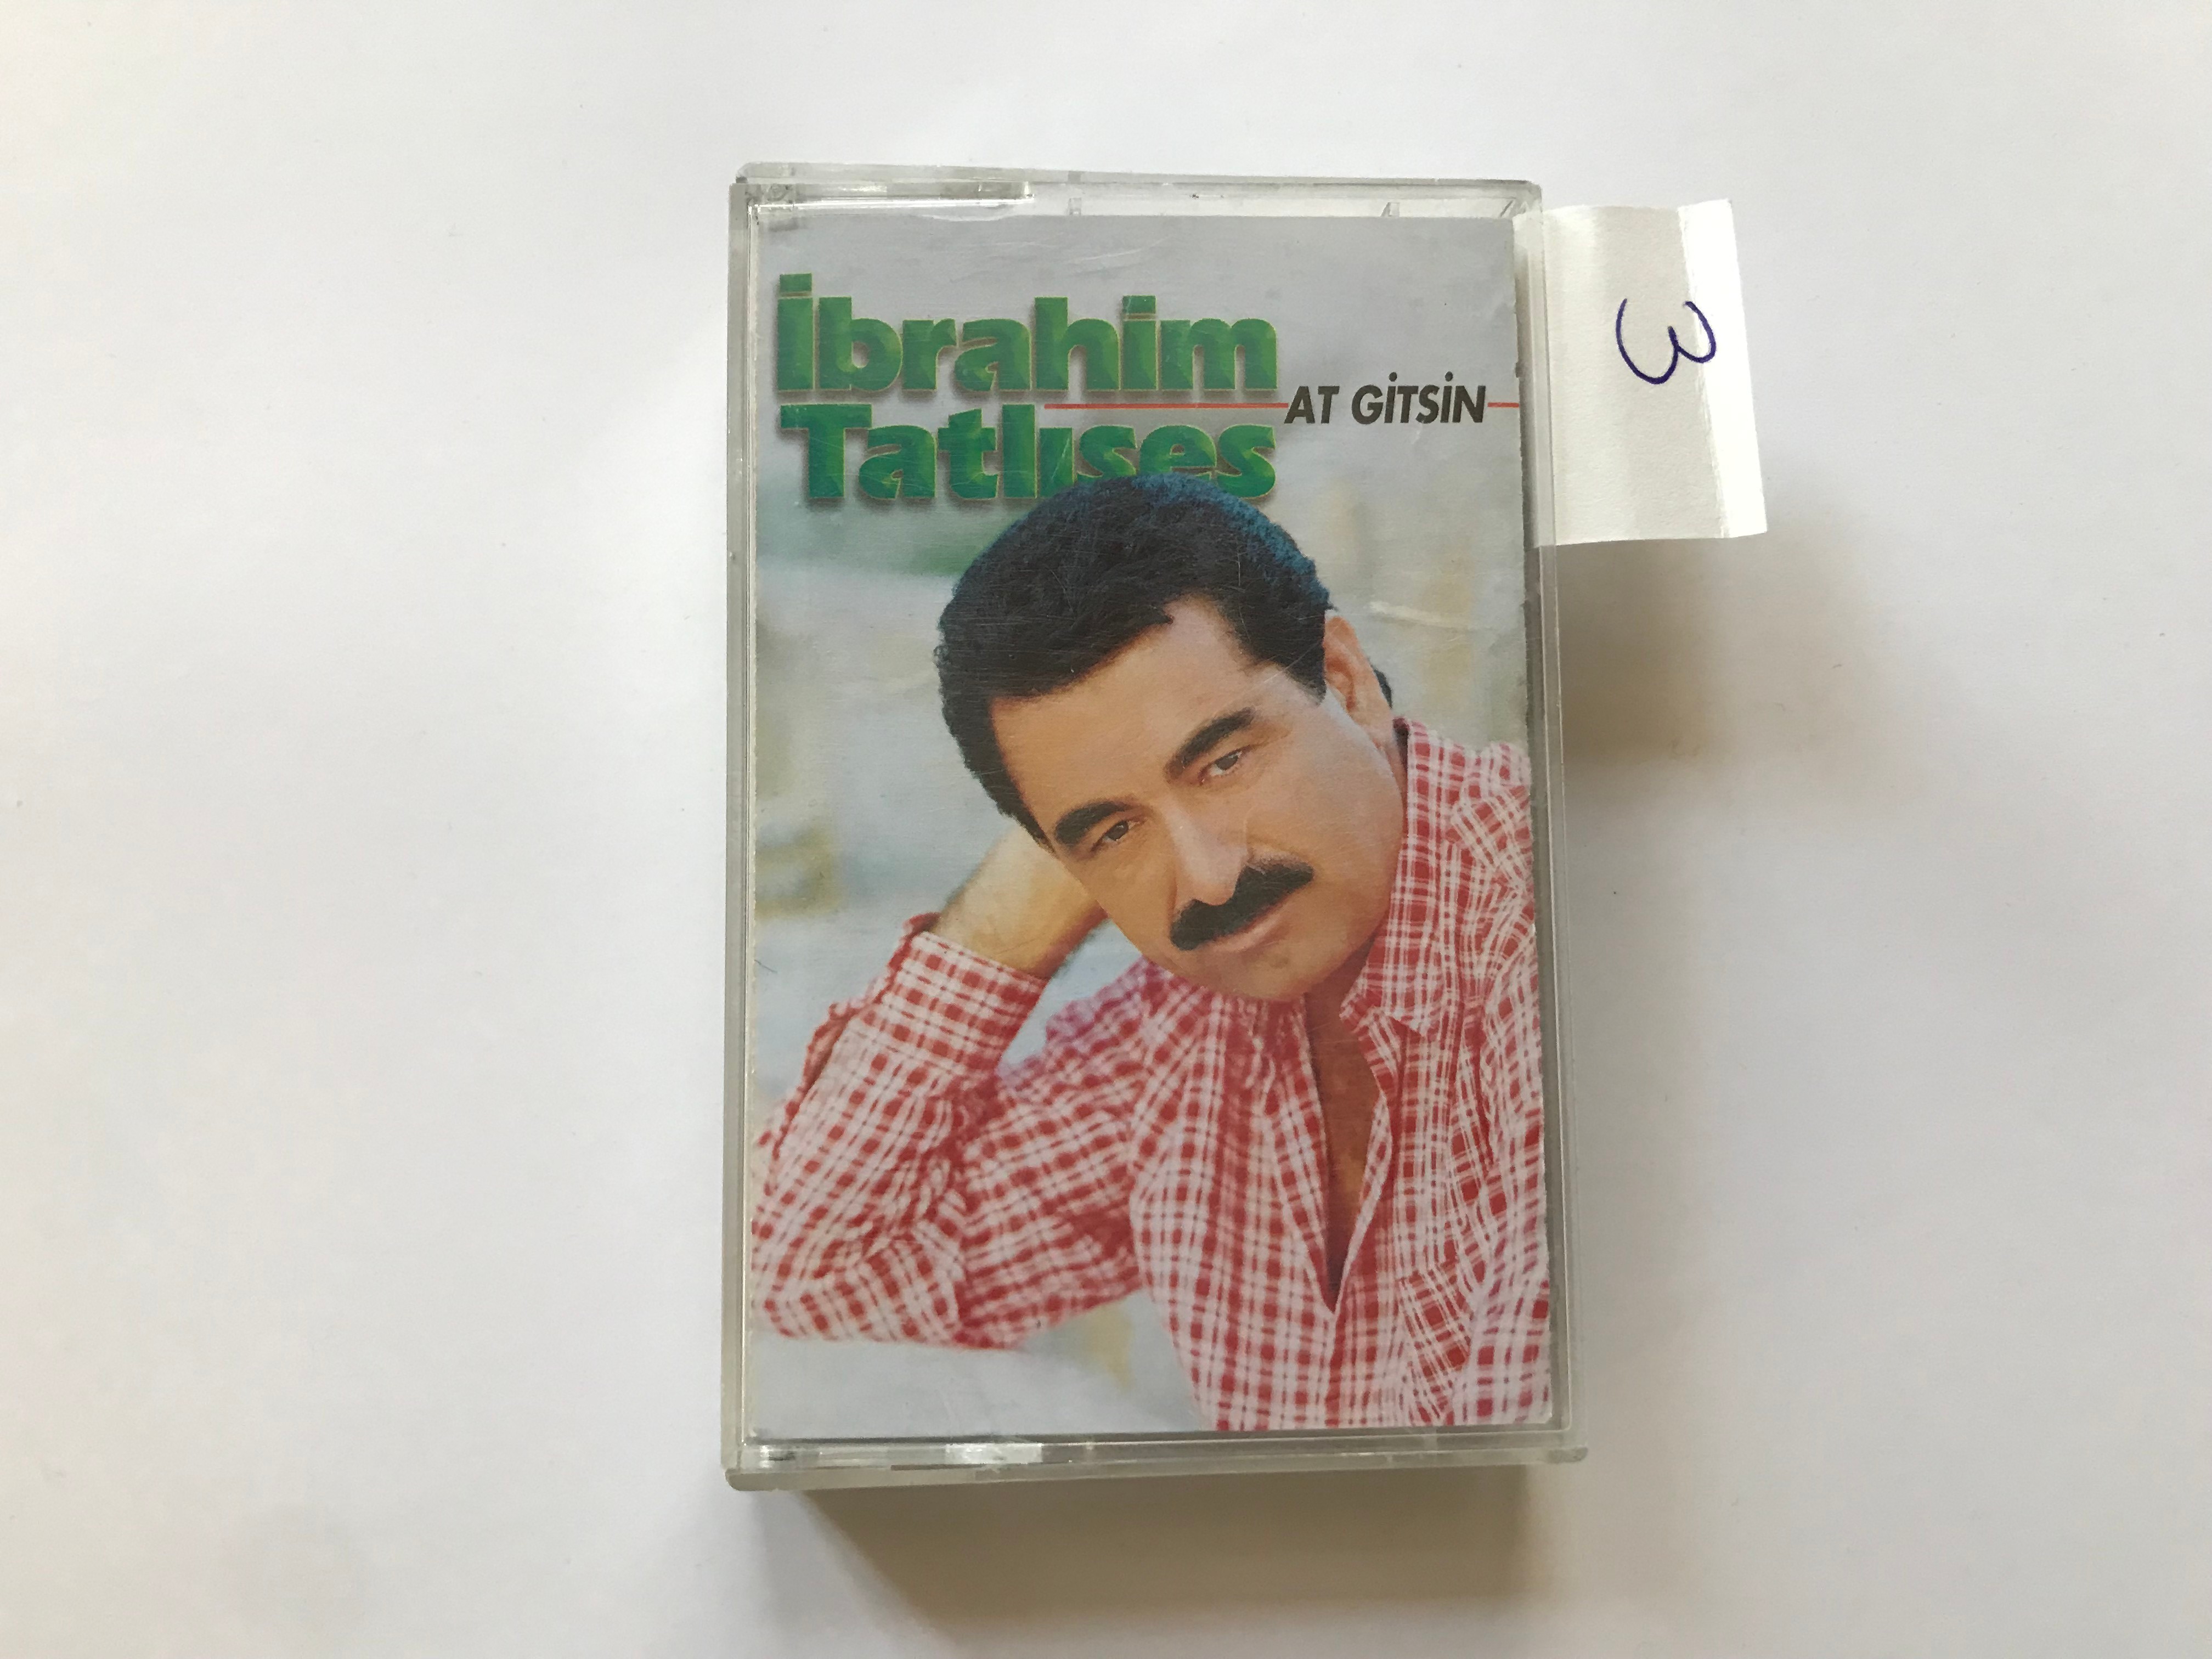 İbrahim
Tatlıses
AT GİTSİN
3